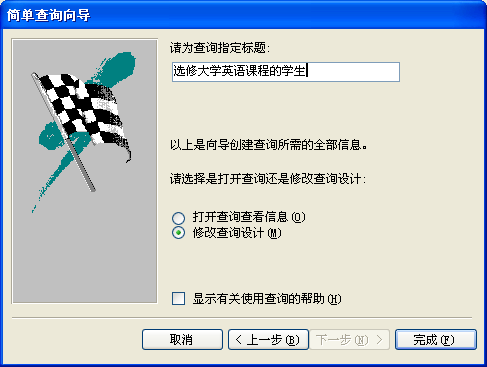 简单查询向导
请为查询指定标题:
选修大学英语课程的学生
以上是向导创建查询所需的全部信息。
请选择是打开查询还是修改查询设计:
打开查询查看信息(O)
修改查询设计(M)
显示有关使用查询的帮助(H)
取消 < 上一步(B) 下一步(N) > 完成(F)